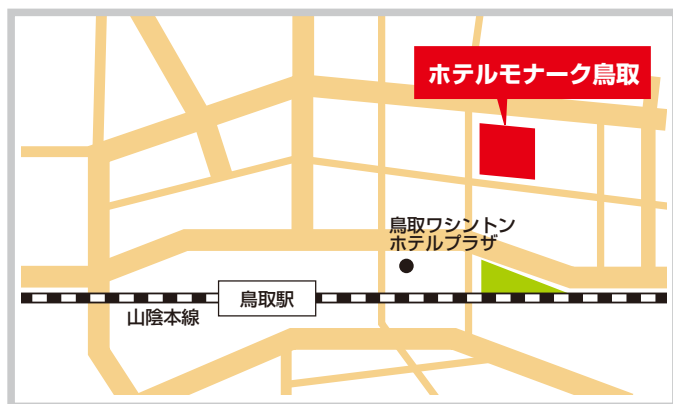 ホテルモナーク鳥取
鳥取ワシントン
ホテルプラザ
鳥取駅
山陰本線